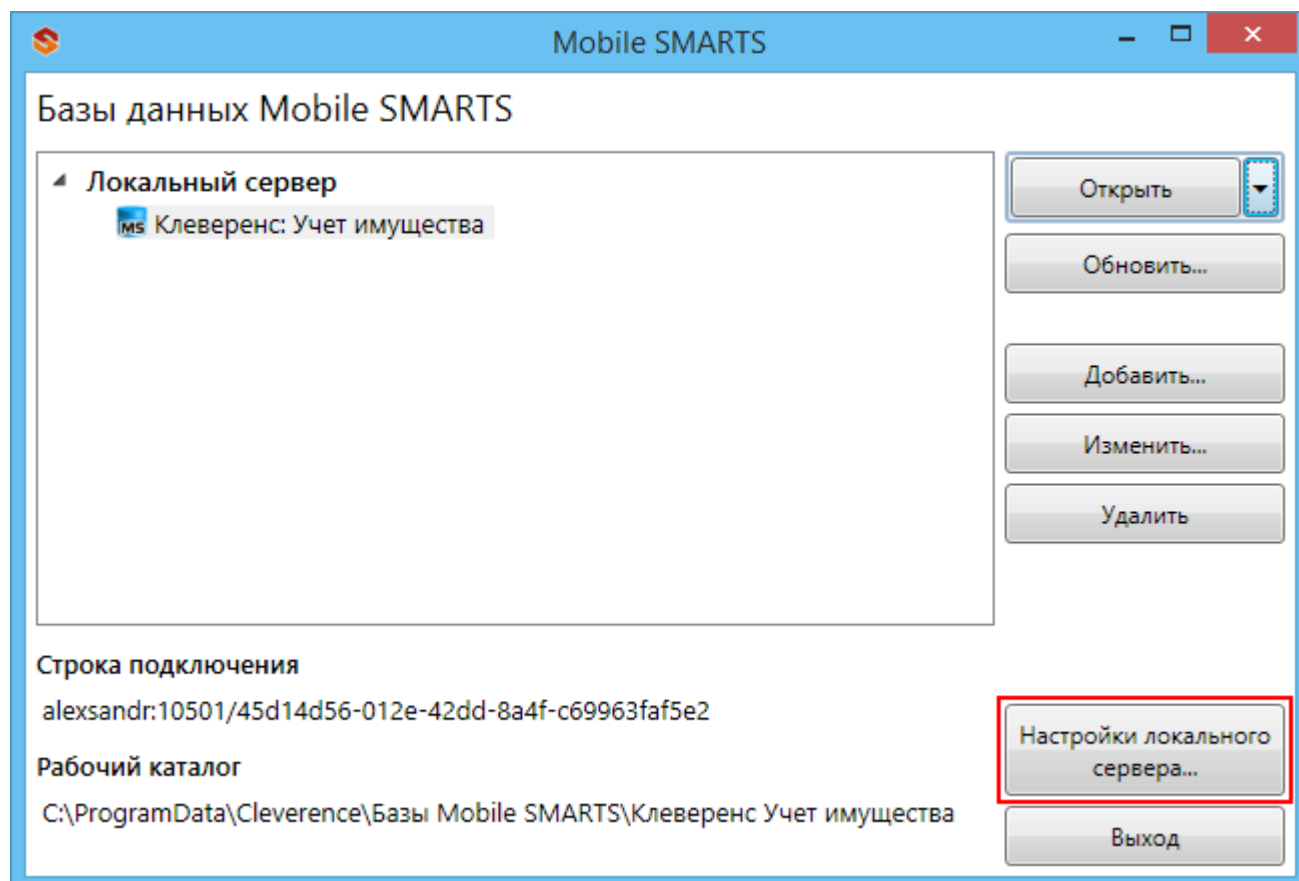 Mobile SMARTS
Базы данных Mobile SMARTS
Локальный сервер
MS Клеверенс: Учет имущества
Открыть
Обновить...
Добавить...
Изменить...
Удалить
Строка подключения
alexsandr:10501/45d14d56-012e-42dd-8a4f-c69963faf5e2
Рабочий каталог
C:\ProgramData\Cleverence\Базы Mobile SMARTS\Клеверенс Учет имущества
Настройки локального
сервера...
Выход